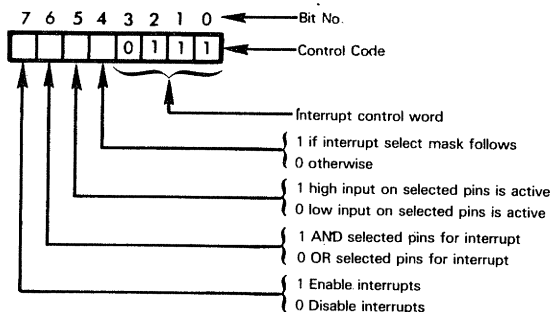 7 6 5 4 3 2 1 0 Bit No.
0 1 1 1 Control Code
Interrupt control word
1 if interrupt select mask follows
0 otherwise
1 high input on selected pins is active
0 low input on selected pins is active
1 AND selected pins for interrupt
0 OR selected pins for interrupt
1 Enable interrupts
0 Disable interrupts